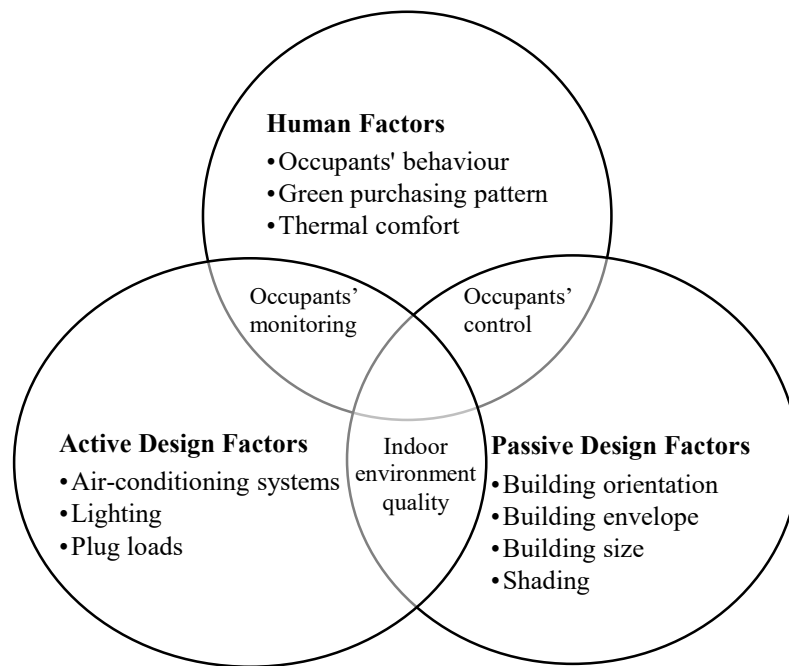 Human Factors
•Occupants' behaviour
•Green purchasing pattern
•Thermal comfort
Occupants’
monitoring
Occupants’
control
Active Design Factors
•Air-conditioning systems
•Lighting
•Plug loads
Indoor
environment
quality
Passive Design Factors
•Building orientation
•Building envelope
•Building size
•Shading